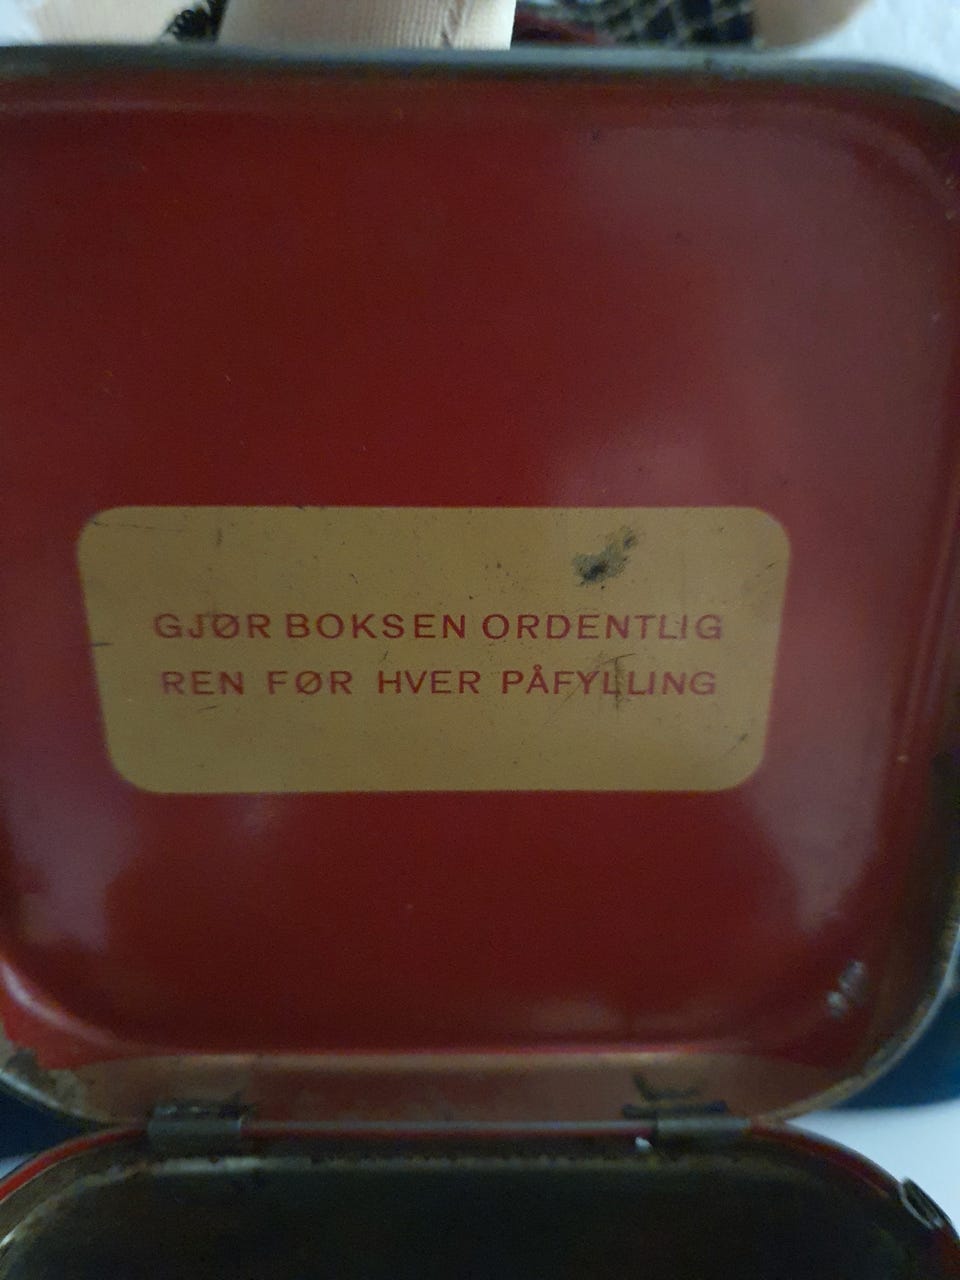 GJØR BOKSEN ORDENTLIG
REN FØR HVER PÅFYLLING